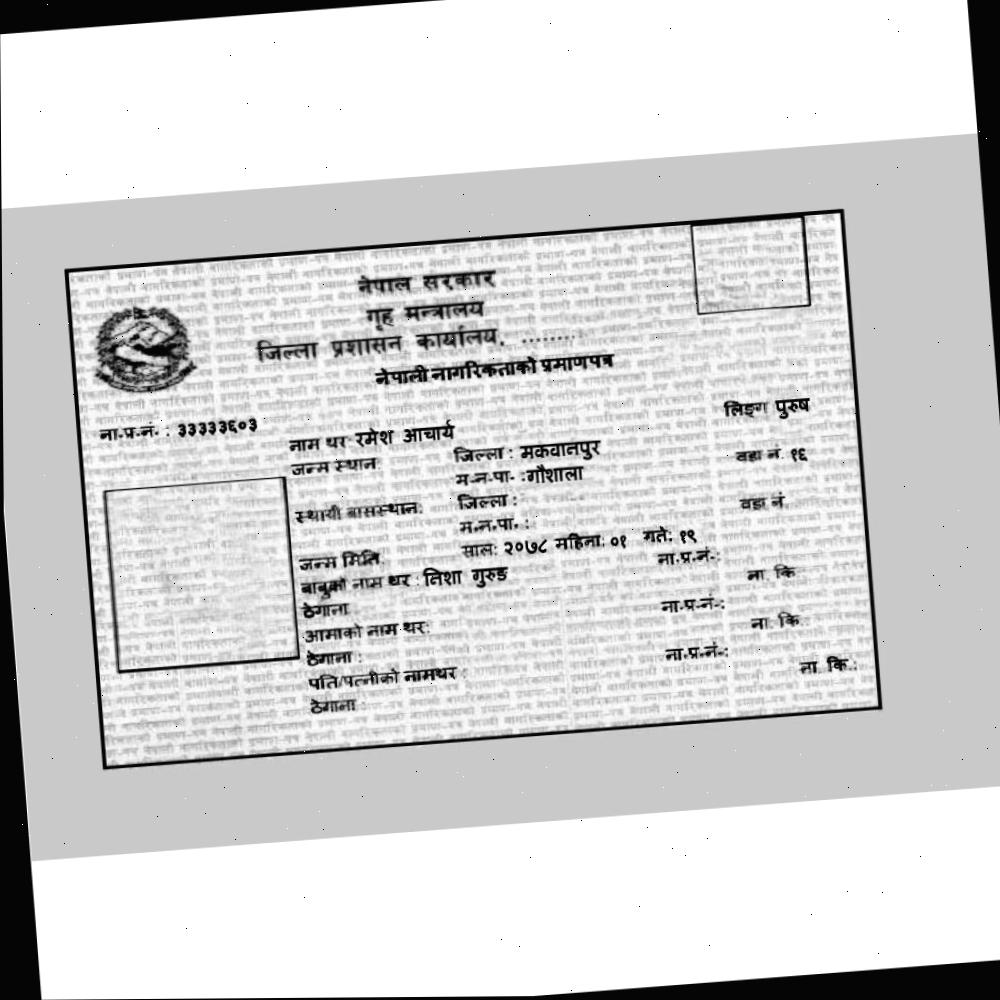 नेपाल सरकार
गृह मन्त्रालय
जिल्ला प्रशासन कार्यालय, ........
नेपाली नागरिकताको प्रमाणपत्र
ना.प्र.नं. : ३३३३३६०३
लिङ्ग पुरुष
नाम थर रमेश आचार्य
जन्म स्थान: जिल्ला : मकवानपुर वडा नं. १६
म.न.पा. : गौशाला
स्थायी बासस्थान: जिल्ला : वडा नं.
म.न.पा. :
जन्म मिति: साल: २०७८ महिना: ०१ गते: १९
बाबुको नाम थर : निशा गुरुङ ना.प्र.नं.:
ठेगाना ना. कि
आमाको नाम थर: ना.प्र.नं.:
ठेगाना : ना. कि.
पति/पत्नीको नामथर : ना.प्र.नं.:
ठेगाना : ना. कि.: